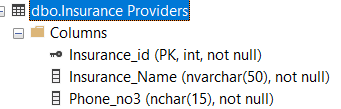 dbo.Insurance Providers
Columns
Insurance_id (PK, int, not null)
Insurance_Name (nvarchar(50), not null)
Phone_no3 (nchar(15), not null)